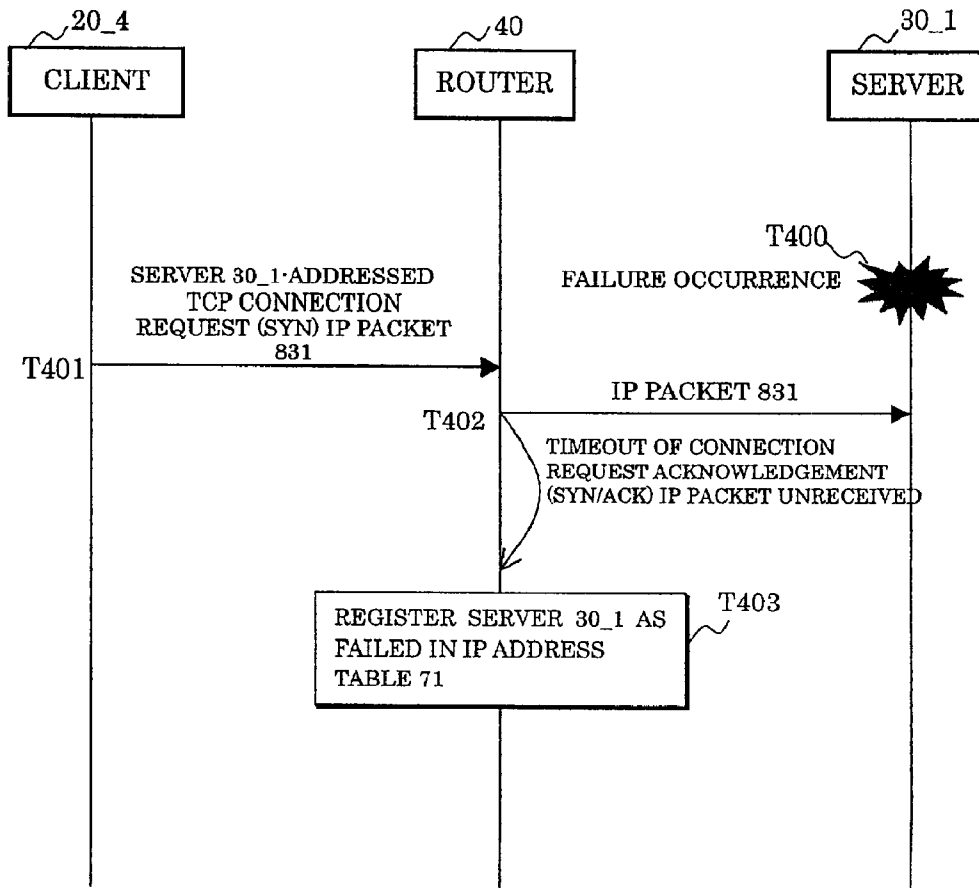 20_4
40
30_1
CLIENT
ROUTER
SERVER
T400
FAILURE OCCURRENCE
SERVER 30_1·ADDRESSED
TCP CONNECTION
REQUEST (SYN) IP PACKET
831
T401
IP PACKET 831
T402
TIMEOUT OF CONNECTION
REQUEST ACKNOWLEDGEMENT
(SYN/ACK) IP PACKET UNRECEIVED
T403
REGISTER SERVER 30_1 AS
FAILED IN IP ADDRESS
TABLE 71